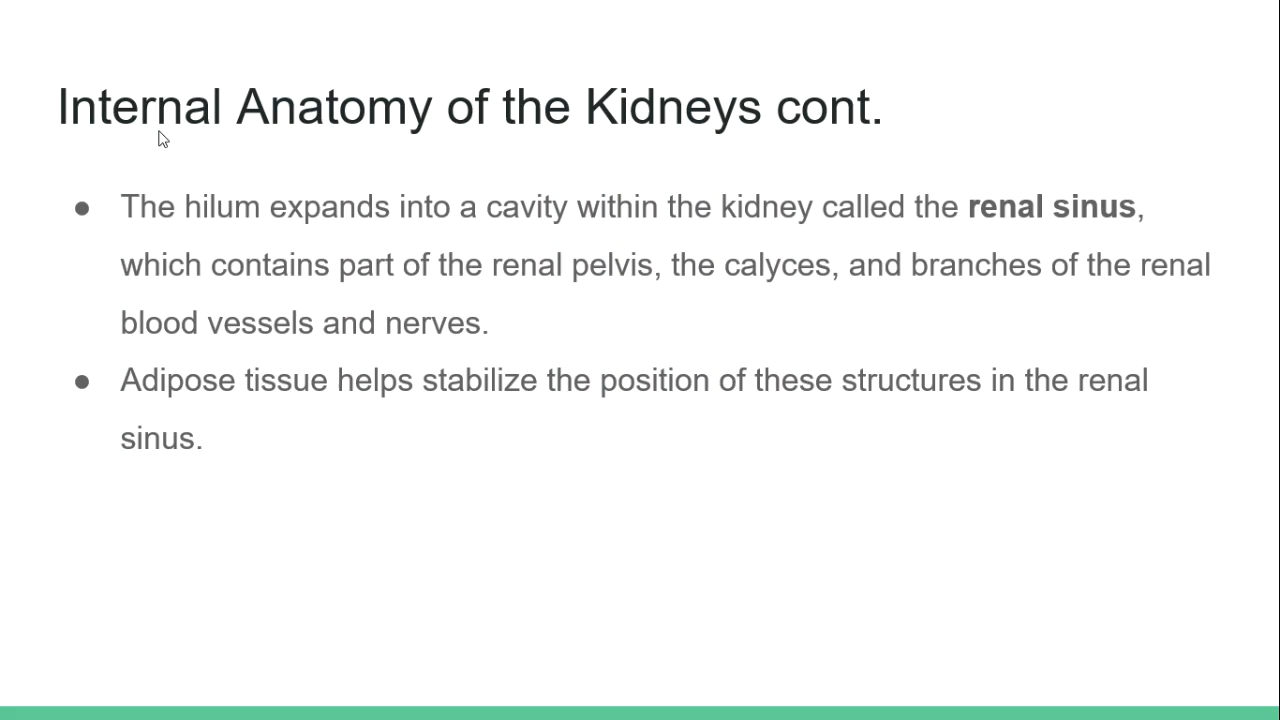 Internal Anatomy of the Kidneys cont.
● The hilum expands into a cavity within the kidney called the renal sinus,
which contains part of the renal pelvis, the calyces, and branches of the renal
blood vessels and nerves.
● Adipose tissue helps stabilize the position of these structures in the renal
sinus.